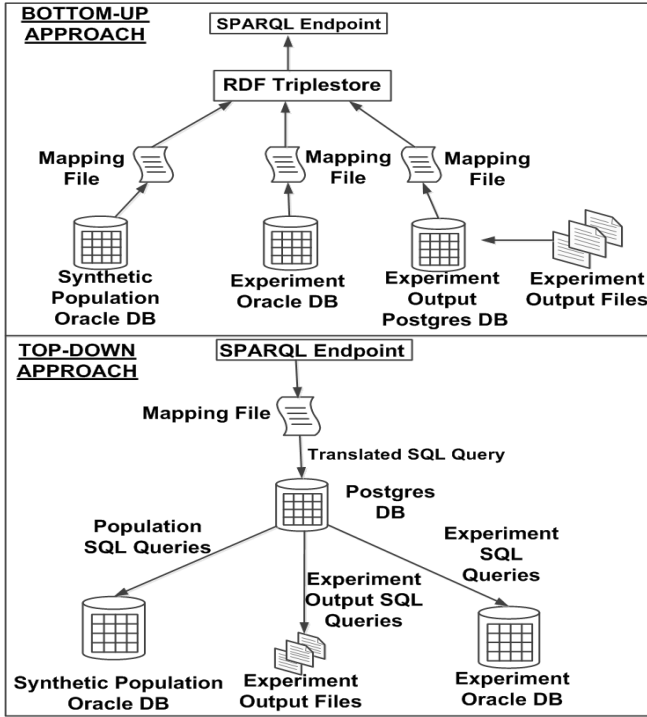 BOTTOM-UP
APPROACH
SPARQL Endpoint
RDF Triplestore
Mapping
File
Mapping
File
Mapping
File
Synthetic
Population
Oracle DB
Experiment
Oracle DB
Experiment
Output
Postgres DB
Experiment
Output Files
TOP-DOWN
APPROACH
SPARQL Endpoint
Mapping File
Translated SQL Query
Postgres
DB
Population
SQL Queries
Experiment
Output SQL
Queries
Experiment
SQL
Queries
Synthetic Population
Oracle DB
Experiment
Output Files
Experiment
Oracle DB